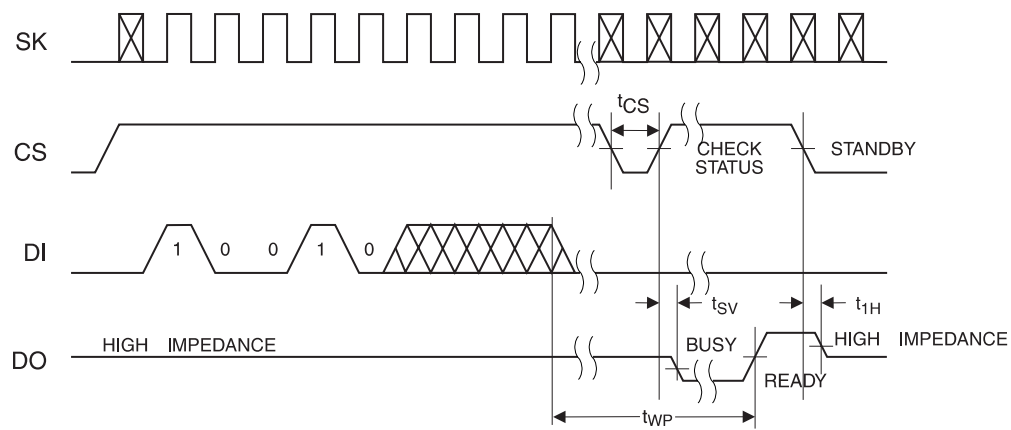 SK
tCS
CS
CHECK
STATUS
STANDBY
DI
1 0 0 1 0
tSV
t1H
HIGH IMPEDANCE
BUSY
HIGH IMPEDANCE
DO
READY
tWP